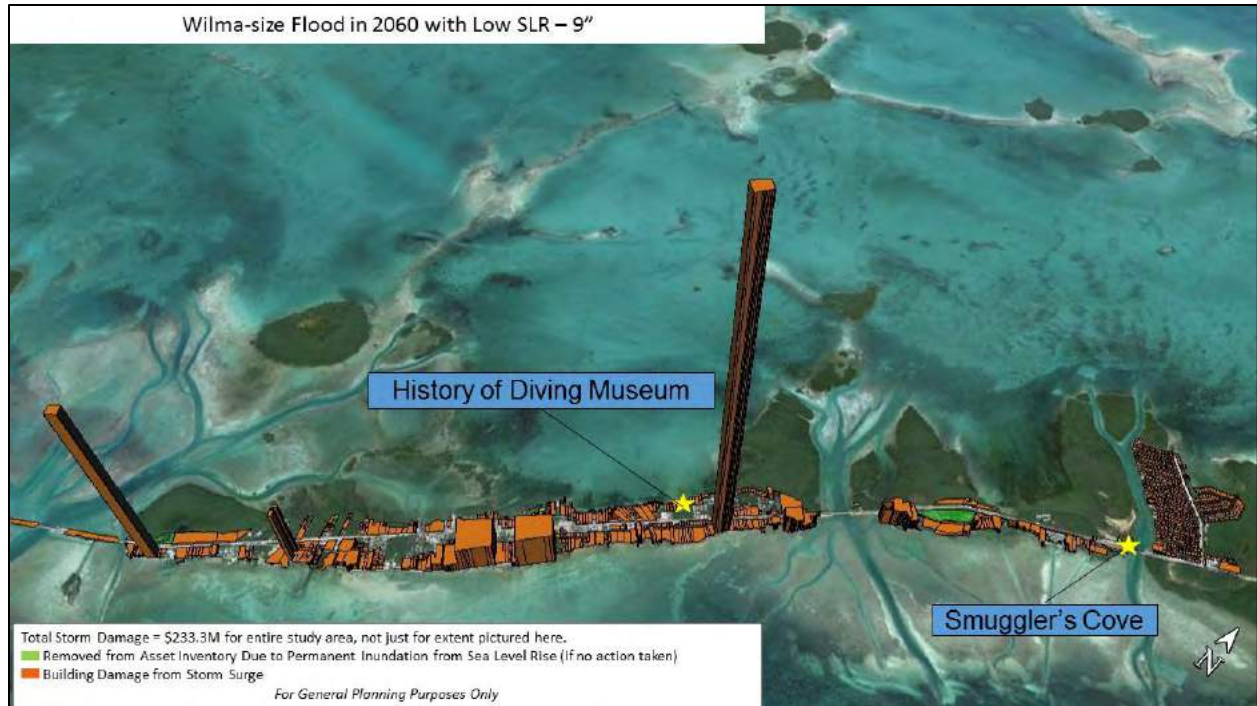 Wilma-size Flood in 2060 with Low SLR – 9”
History of Diving Museum
Smuggler's Cove
Total Storm Damage = $233.3M for entire study area, not just for extent pictured here.
Removed from Asset Inventory Due to Permanent Inundation from Sea Level Rise (if no action taken)
Building Damage from Storm Surge
For General Planning Purposes Only
N